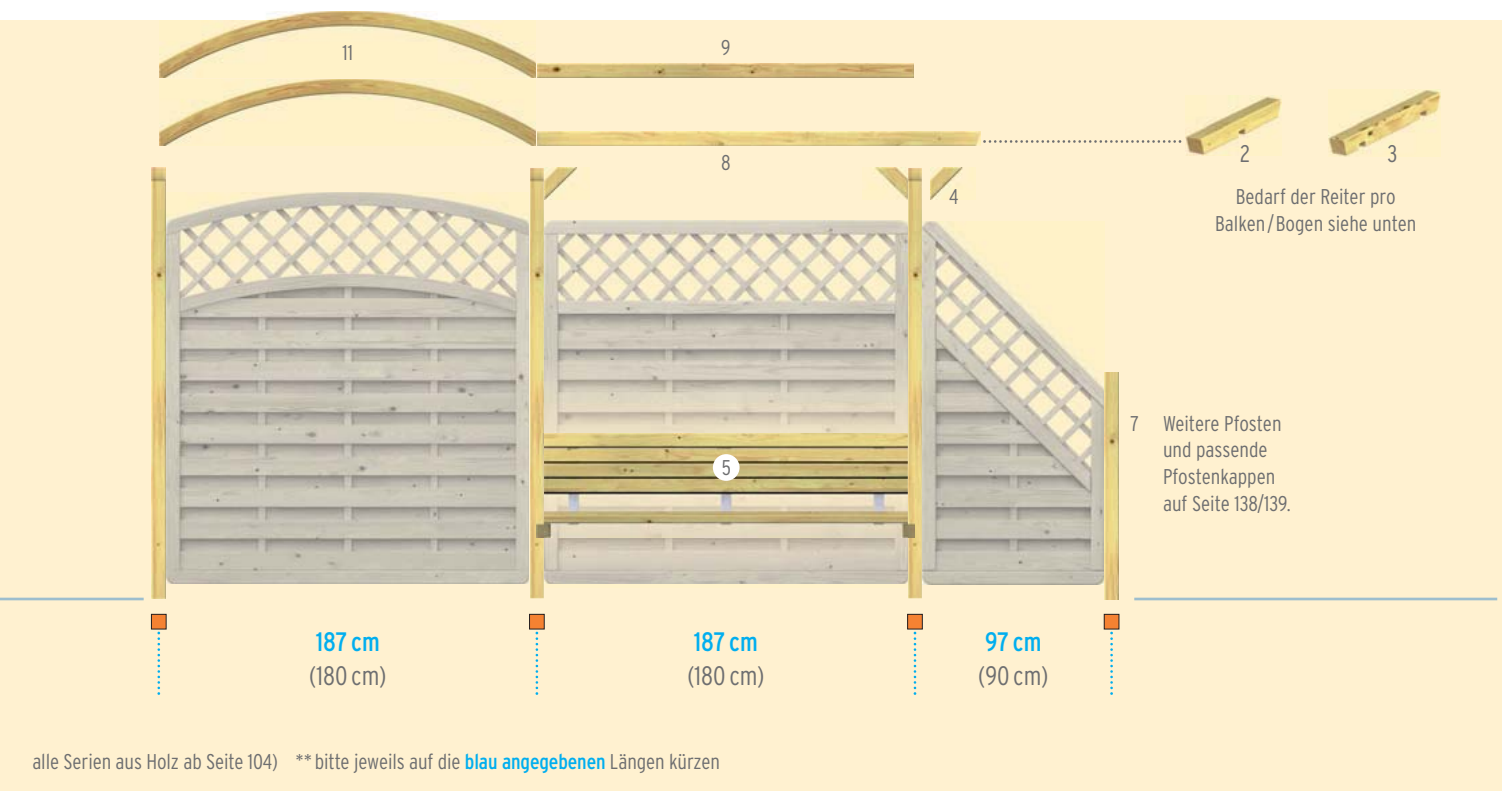 11
9
8
2
3
4
Bedarf der Reiter pro
Balken/Bogen siehe unten
5
7 Weitere Pfosten
und passende
Pfostenkappen
auf Seite 138/139.
187 cm
(180 cm)
187 cm
(180 cm)
97 cm
(90 cm)
alle Serien aus Holz ab Seite 104) ** bitte jeweils auf die blau angegebenen Längen kürzen